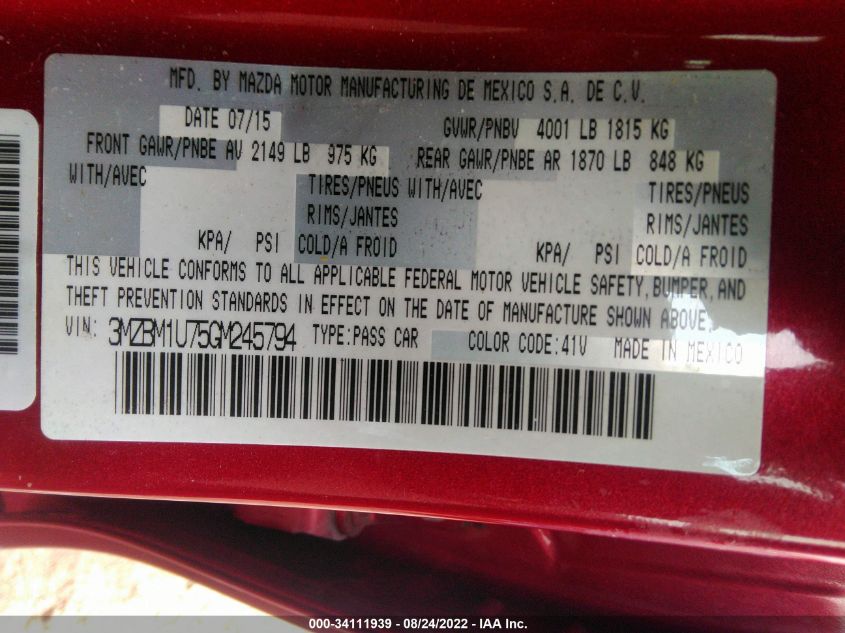 MFD. BY MAZDA MOTOR MANUFACTURING DE MEXICO S.A. DE C.V.
DATE 07/15 GVWR/PNBV 4001 LB 1815 KG
FRONT GAWR/PNBE AV 2149 LB 975 KG REAR GAWR/PNBE AR 1870 LB 848 KG
WITH/AVEC TIRES/PNEUS WITH/AVEC TIRES/PNEUS
RIMS/JANTES RIMS/JANTES
KPA/ PSI COLD/A FROID KPA/ PSI COLD/A FROID
THIS VEHICLE CONFORMS TO ALL APPLICABLE FEDERAL MOTOR VEHICLE SAFETY, BUMPER, AND
THEFT PREVENTION STANDARDS IN EFFECT ON THE DATE OF MANUFACTURE SHOWN ABOVE.
VIN: 3MZBM1U75GM245794 TYPE:PASS CAR COLOR CODE:41V MADE IN MEXICO
000-34111939 - 08/24/2022 - IAA Inc.